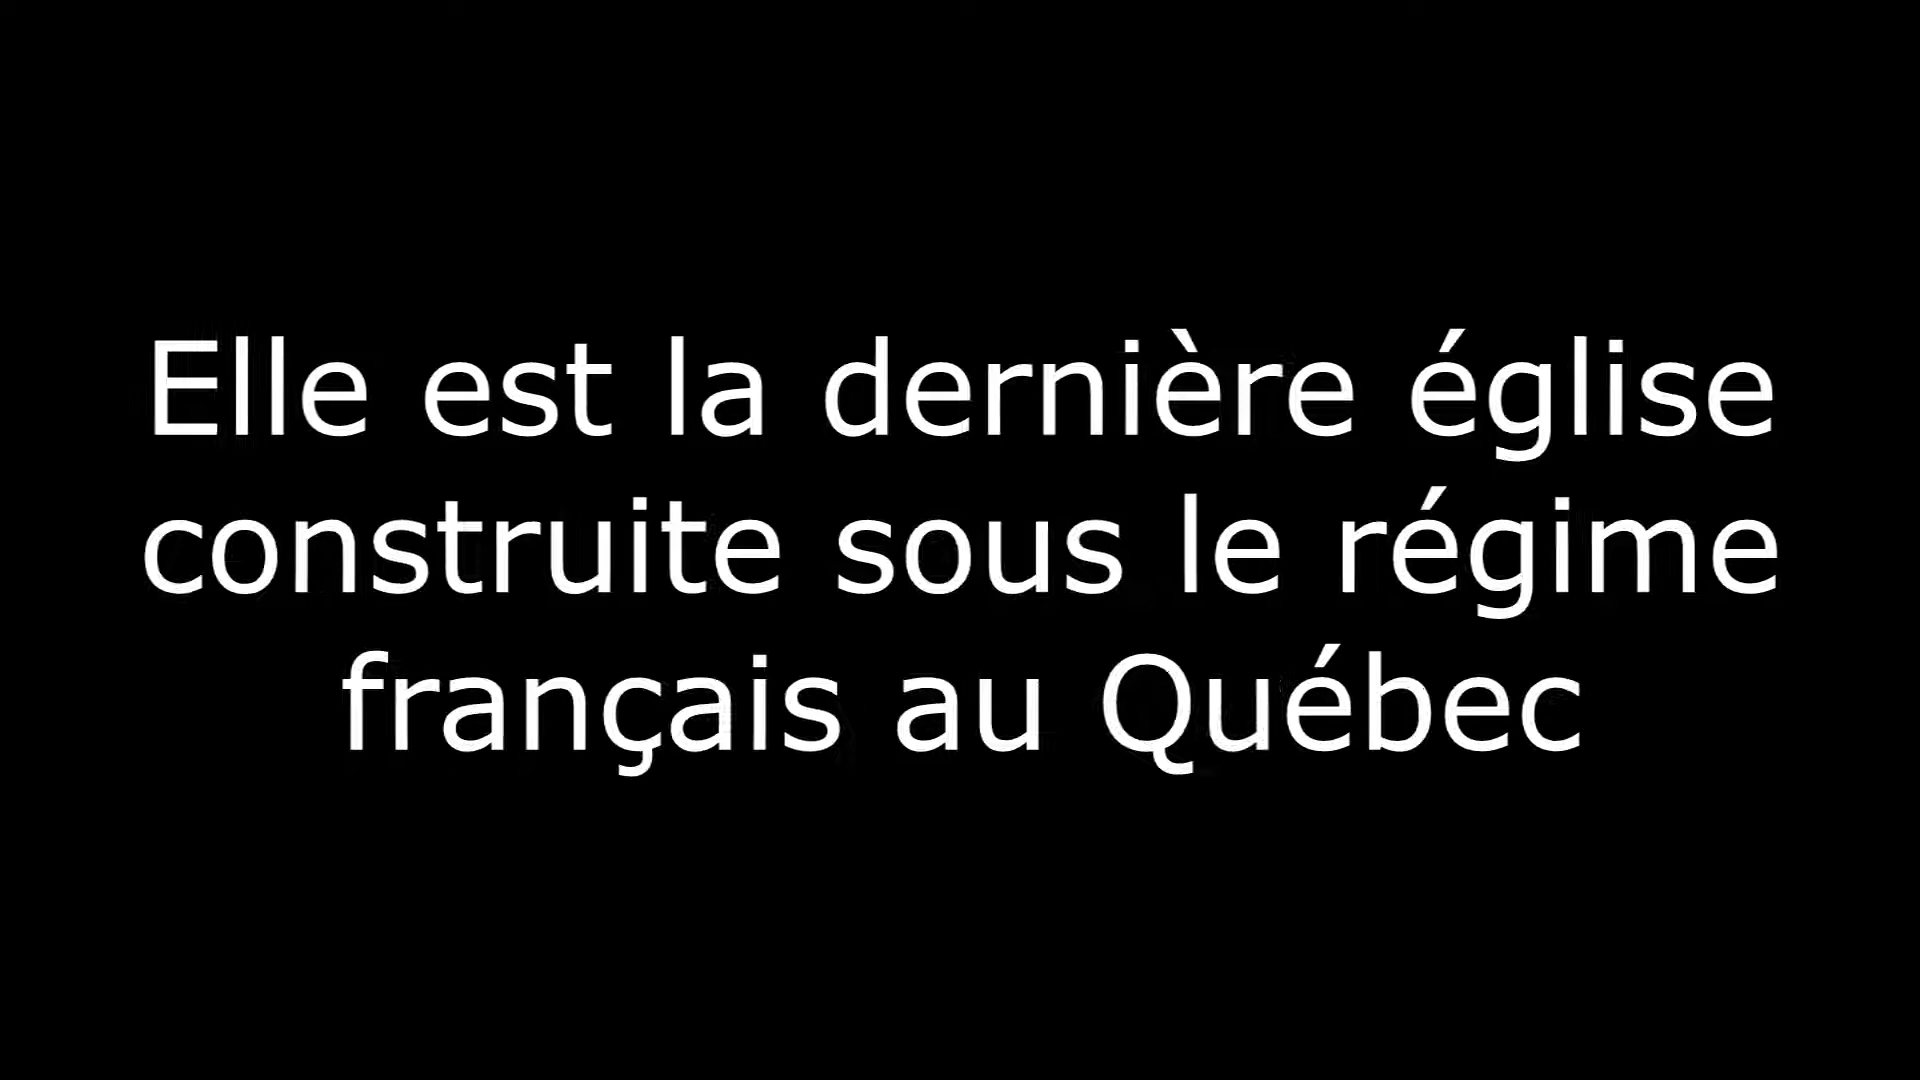 Elle est la dernière église
construite sous le régime
français au Québec